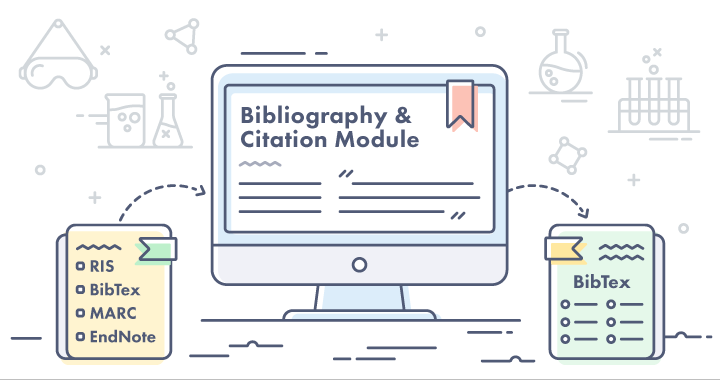 Bibliography &
Citation Module
RIS
BibTex
MARC
EndNote
BibTex